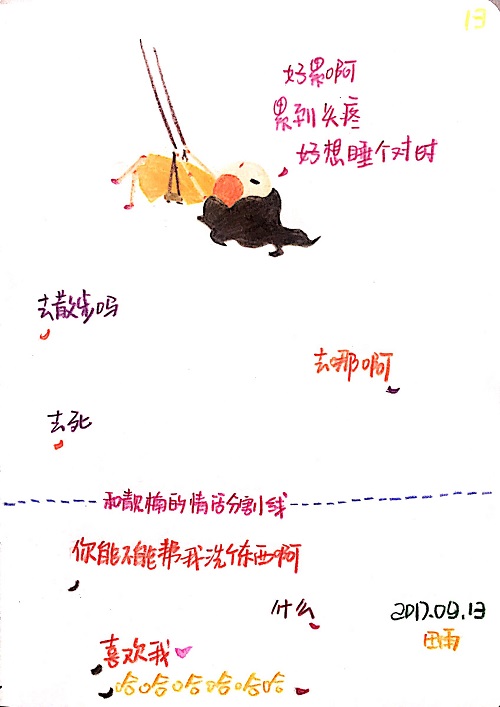 13
好累啊
累到头疼
好想睡个对时
去散步吗
去哪啊
去死
和靓楠的情话分割线
你能不能帮我洗个东西啊
什么
2017.09.13
田雨
喜欢我
哈哈哈哈哈哈